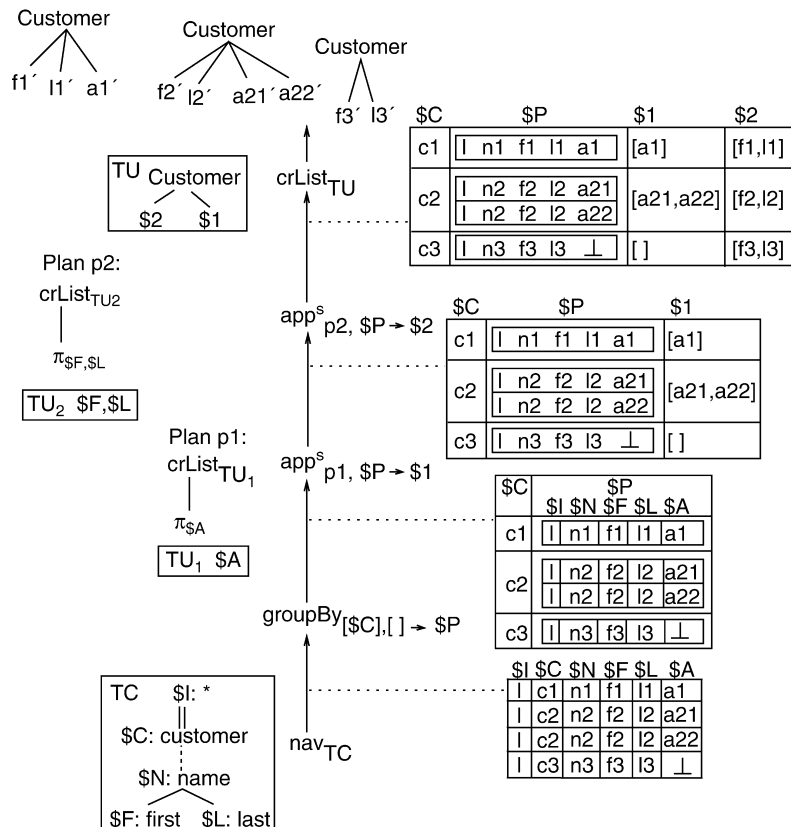 Customer
Customer
Customer
f1´ l1´ a1´
f2´ l2´ a21´ a22´
f3´ l3´
$C $P $1 $2
c1 I n1 f1 l1 a1 [a1] [f1,l1]
crList_TU
TU Customer
$2 $1
c2 I n2 f2 l2 a21 [a21,a22] [f2,l2]
I n2 f2 l2 a22
c3 I n3 f3 l3 ⊥ [ ] [f3,l3]
Plan p2:
crList_TU2
π_$F,$L
TU_2 $F,$L
app^s_p2, $P → $2
$C $P $1
c1 I n1 f1 l1 a1 [a1]
c2 I n2 f2 l2 a21 [a21,a22]
I n2 f2 l2 a22
c3 I n3 f3 l3 ⊥ [ ]
Plan p1:
crList_TU_1
π_$A
TU_1 $A
app^s_p1, $P → $1
$C $P
$I $N $F $L $A
c1 I n1 f1 l1 a1
c2 I n2 f2 l2 a21
I n2 f2 l2 a22
c3 I n3 f3 l3 ⊥
groupBy_[$C],[ ] → $P
$I $C $N $F $L $A
I c1 n1 f1 l1 a1
I c2 n2 f2 l2 a21
I c2 n2 f2 l2 a22
I c3 n3 f3 l3 ⊥
nav_TC
TC $I: *
$C: customer
$N: name
$F: first $L: last